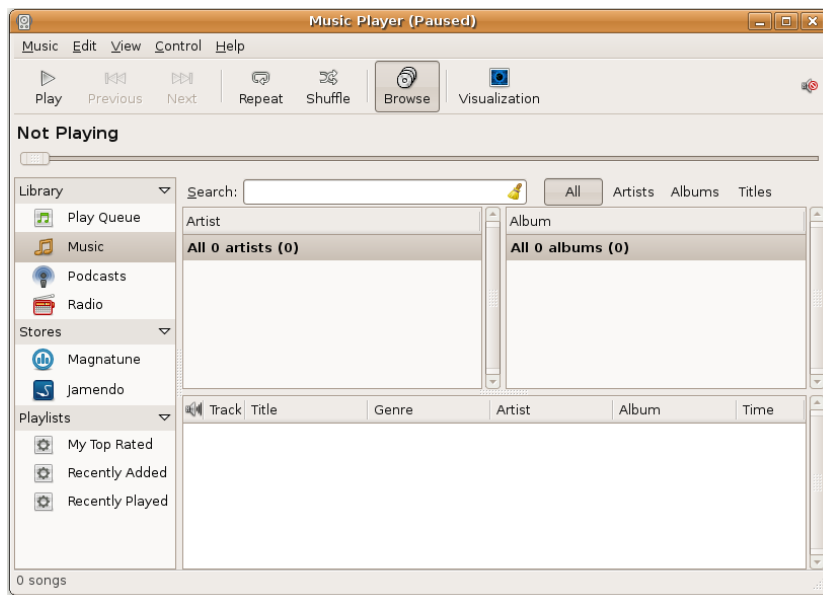 Music Player (Paused)
Music Edit View Control Help
Play Previous Next Repeat Shuffle Browse Visualization
Not Playing
Library
Play Queue
Music
Podcasts
Radio
Stores
Magnatune
Jamendo
Playlists
My Top Rated
Recently Added
Recently Played
Search: All Artists Albums Titles
Artist
All 0 artists (0)
Album
All 0 albums (0)
Track Title Genre Artist Album Time
0 songs